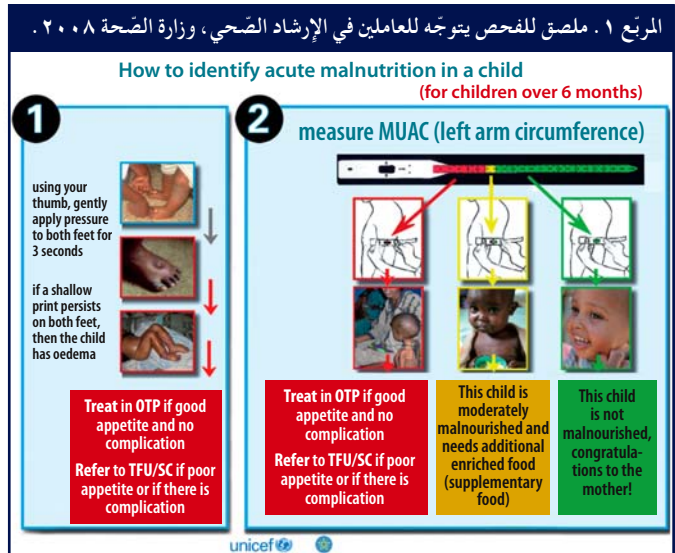 المربّع ١. ملصق للفحص يتوجّه للعاملين في الإرشاد الصّحي، وزارة الصّحة ٢٠٠٨.
How to identify acute malnutrition in a child
(for children over 6 months)
1
using your
thumb, gently
apply pressure
to both feet for
3 seconds
if a shallow
print persists
on both feet,
then the child
has oedema
Treat in OTP if good
appetite and no
complication
Refer to TFU/SC if poor
appetite or if there is
complication
2
measure MUAC (left arm circumference)
Treat in OTP if good
appetite and no
complication
Refer to TFU/SC if poor
appetite or if there is
complication
This child is
moderately
malnourished and
needs additional
enriched food
(supplementary
food)
This child
is not
malnourished,
congratula-
tions to the
mother!
unicef